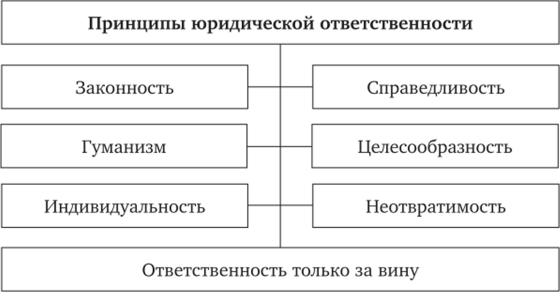 Принципы юридической ответственности
Законность
Справедливость
Гуманизм
Целесообразность
Индивидуальность
Неотвратимость
Ответственность только за вину